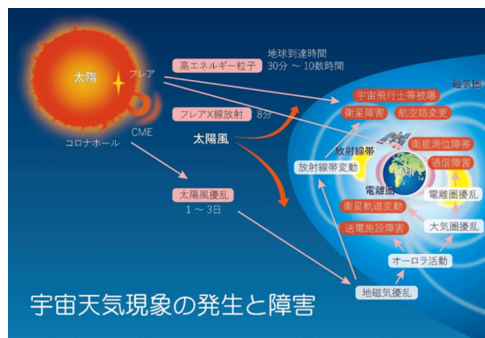 高エネルギー粒子
地球到達時間
30分 ～ 10数時間
太陽
フレア
磁気圏
宇宙飛行士等被曝
衛星障害
航空路変更
フレアX線放射
8分
CME
太陽風
コロナホール
衛星測位障害
放射線帯
通信障害
放射線帯変動
地球
電離圏
電離圏擾乱
太陽風擾乱
1 ～ 3日
衛星軌道変動
大気圏擾乱
送電施設障害
オーロラ活動
地磁気擾乱
宇宙天気現象の発生と障害